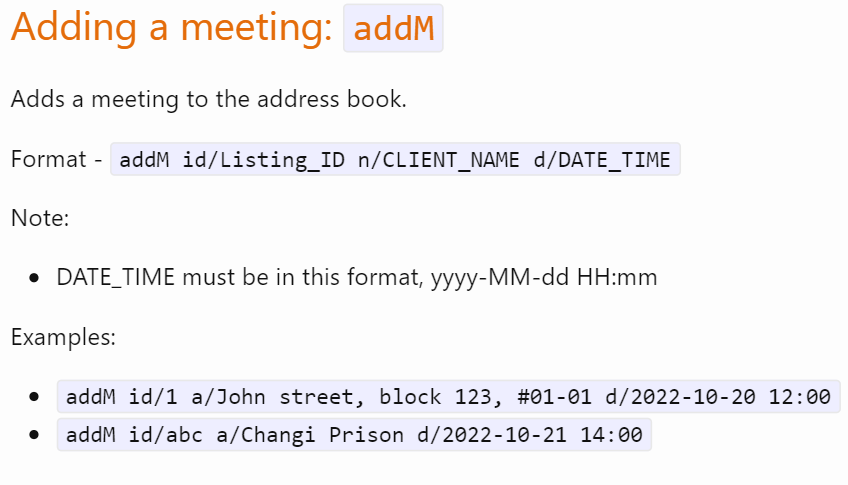 Adding a meeting: addM
Adds a meeting to the address book.
Format - addM id/Listing_ID n/CLIENT_NAME d/DATE_TIME
Note:
• DATE_TIME must be in this format, yyyy-MM-dd HH:mm
Examples:
• addM id/1 a/John street, block 123, #01-01 d/2022-10-20 12:00
• addM id/abc a/Changi Prison d/2022-10-21 14:00